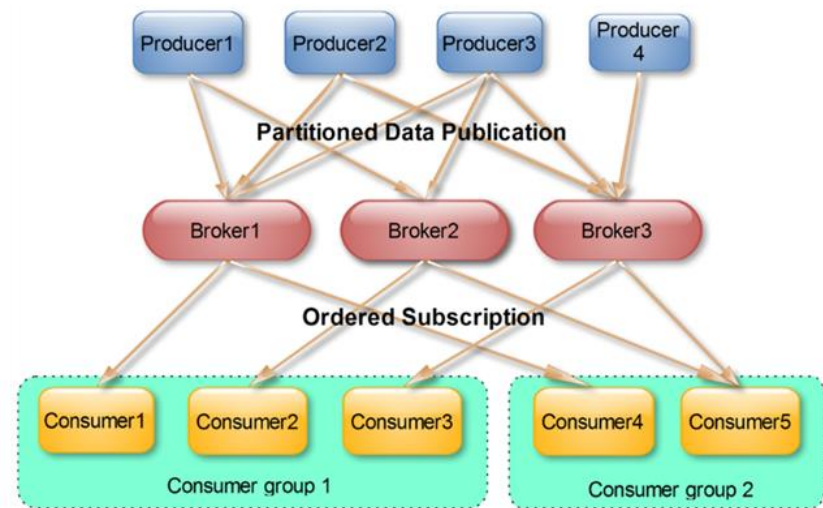 Producer1
Producer2
Producer3
Producer
4
Partitioned Data Publication
Broker1
Broker2
Broker3
Ordered Subscription
Consumer1
Consumer2
Consumer3
Consumer4
Consumer5
Consumer group 1
Consumer group 2